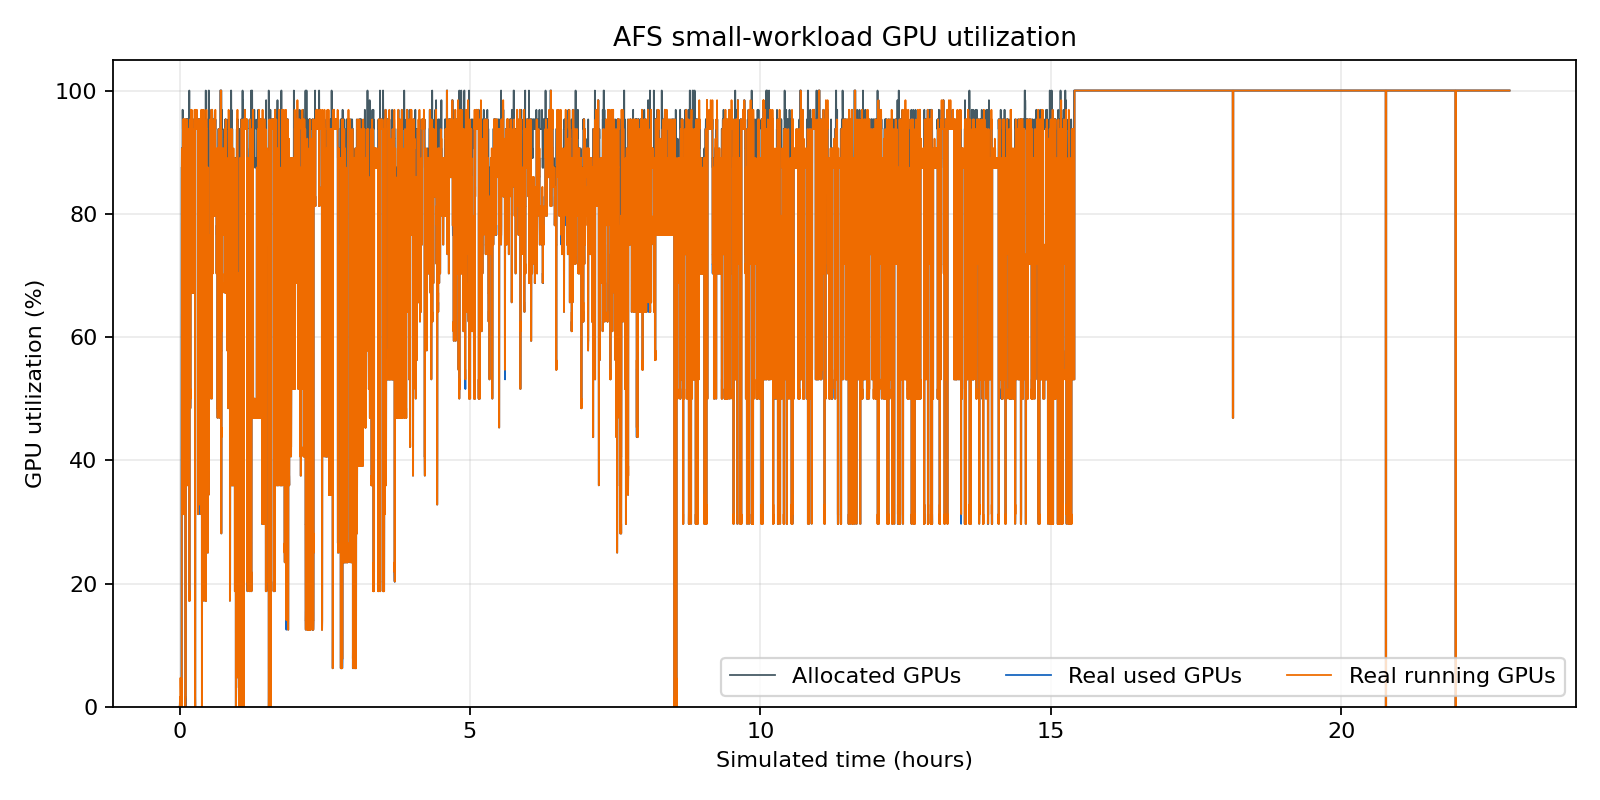 AFS small-workload GPU utilization
GPU utilization (%)
100
80
60
40
20
0
Allocated GPUs
Real used GPUs
Real running GPUs
0
5
10
15
20
Simulated time (hours)